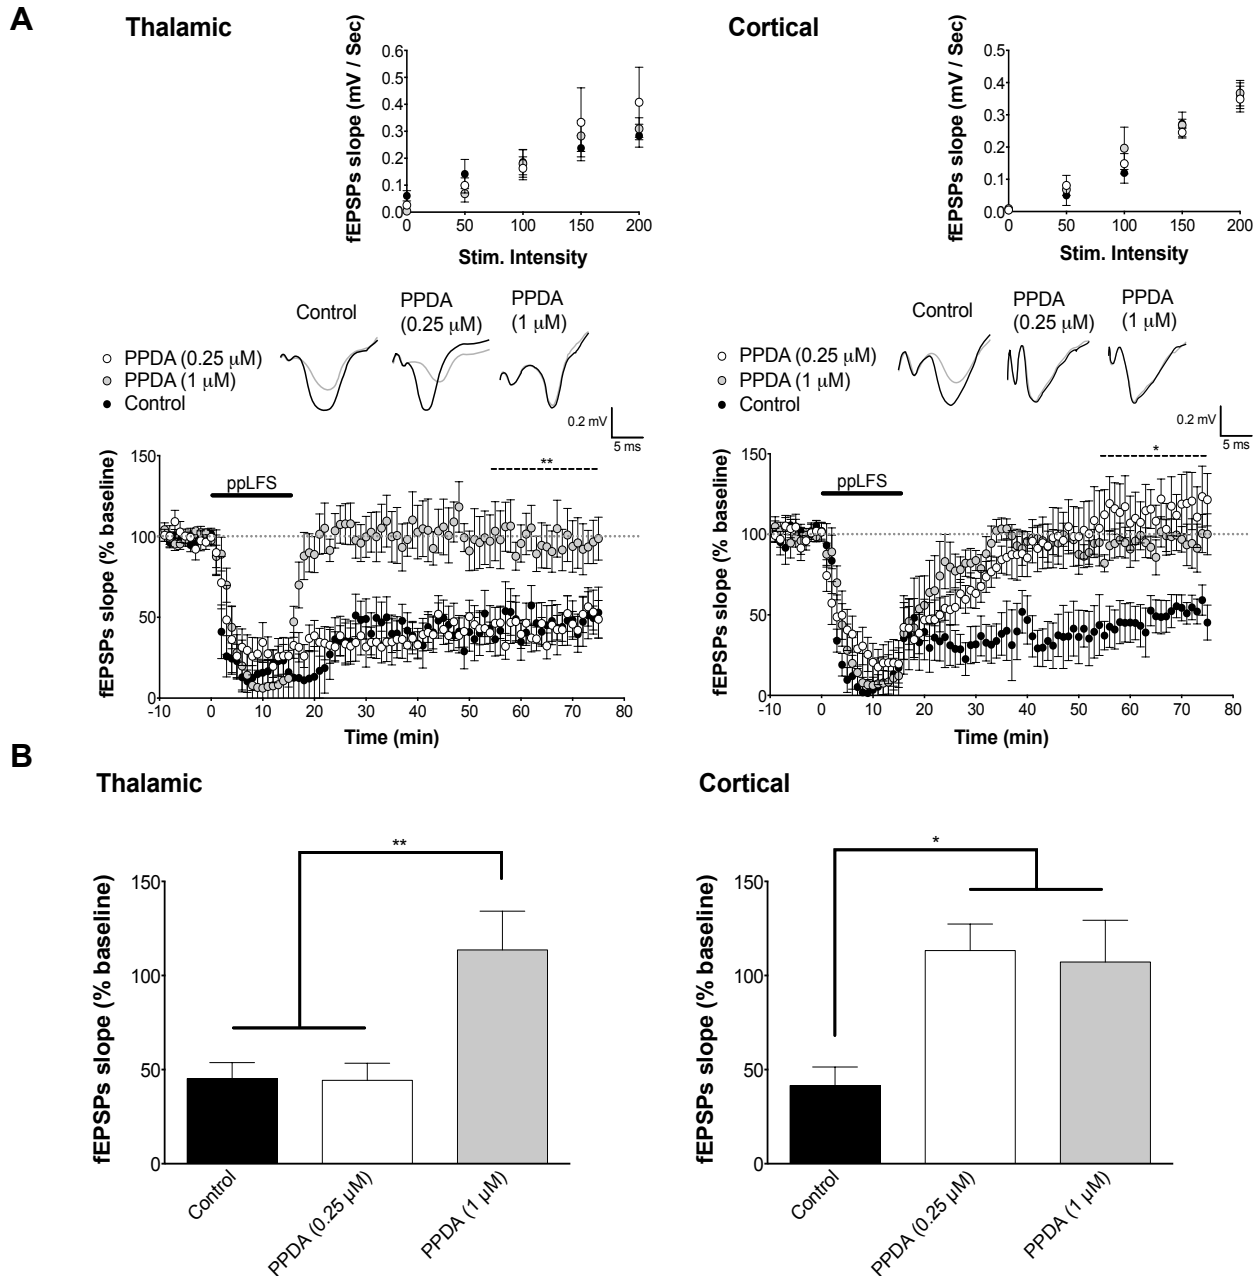 A
Thalamic
fEPSPs slope (mV / Sec)
0.6
0.5
0.4
0.3
0.2
0.1
0.0
0
50
100
150
200
Stim. Intensity
Control
PPDA
(0.25 µM)
PPDA
(1 µM)
PPDA (0.25 µM)
PPDA (1 µM)
Control
0.2 mV
5 ms
fEPSPs slope (% baseline)
150
100
50
0
ppLFS
**
-10
0
10
20
30
40
50
60
70
80
Time (min)
Cortical
fEPSPs slope (mV / Sec)
0.5
0.4
0.3
0.2
0.1
0.0
0
50
100
150
200
Stim. Intensity
Control
PPDA
(0.25 µM)
PPDA
(1 µM)
PPDA (0.25 µM)
PPDA (1 µM)
Control
0.2 mV
5 ms
fEPSPs slope (% baseline)
150
100
50
0
ppLFS
*
-10
0
10
20
30
40
50
60
70
80
Time (min)
B
Thalamic
fEPSPs slope (% baseline)
150
100
50
0
**
Control
PPDA (0.25 µM)
PPDA (1 µM)
Cortical
fEPSPs slope (% baseline)
150
100
50
0
*
Control
PPDA (0.25 µM)
PPDA (1 µM)